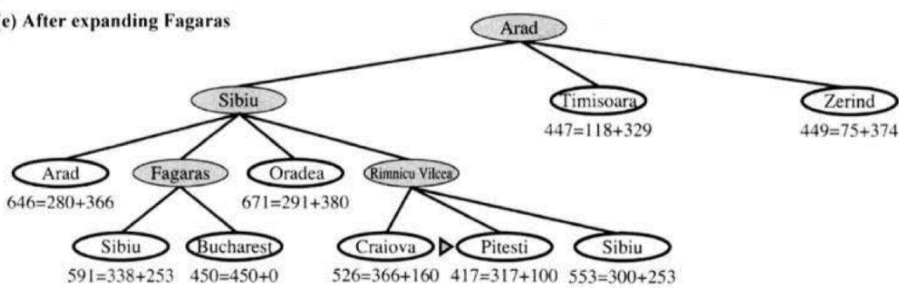 (e) After expanding Fagaras
Arad
Sibiu
Timisoara
Zerind
447=118+329
449=75+374
Arad
Fagaras
Oradea
Rimnicu Vilcea
646=280+366
671=291+380
Sibiu
Bucharest
Craiova
Pitesti
Sibiu
591=338+253
450=450+0
526=366+160
417=317+100
553=300+253